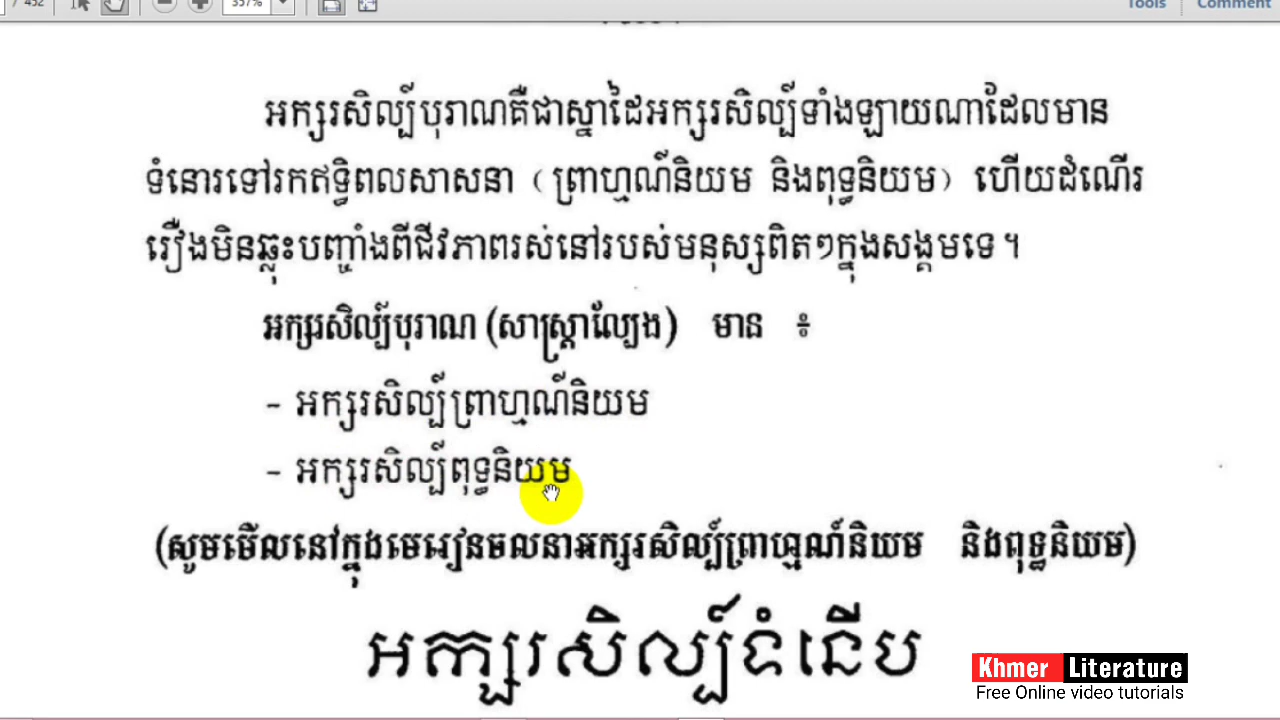 / 452
357%
Tools
Comment
អក្សរសិល្ប៍បុរាណគឺជាស្នាដៃអក្សរសិល្ប៍ទាំងឡាយណាដែលមាន
ទំនោរទៅរកឥទ្ធិពលសាសនា (ព្រាហ្មណ៍និយម និងពុទ្ធនិយម) ហើយដំណើរ
រឿងមិនឆ្លុះបញ្ចាំងពីជីវភាពរស់នៅរបស់មនុស្សពិតៗក្នុងសង្គមទេ ។
អក្សរសិល្ប៍បុរាណ (សាស្ត្រាល្បែង) មាន ៖
- អក្សរសិល្ប៍ព្រាហ្មណ៍និយម
- អក្សរសិល្ប៍ពុទ្ធនិយម
(សូមមើលនៅក្នុងមេរៀនចលនាអក្សរសិល្ប៍ព្រាហ្មណ៍និយម និងពុទ្ធនិយម)
អក្សរសិល្ប៍ទំនើប
Khmer Literature
Free Online video tutorials